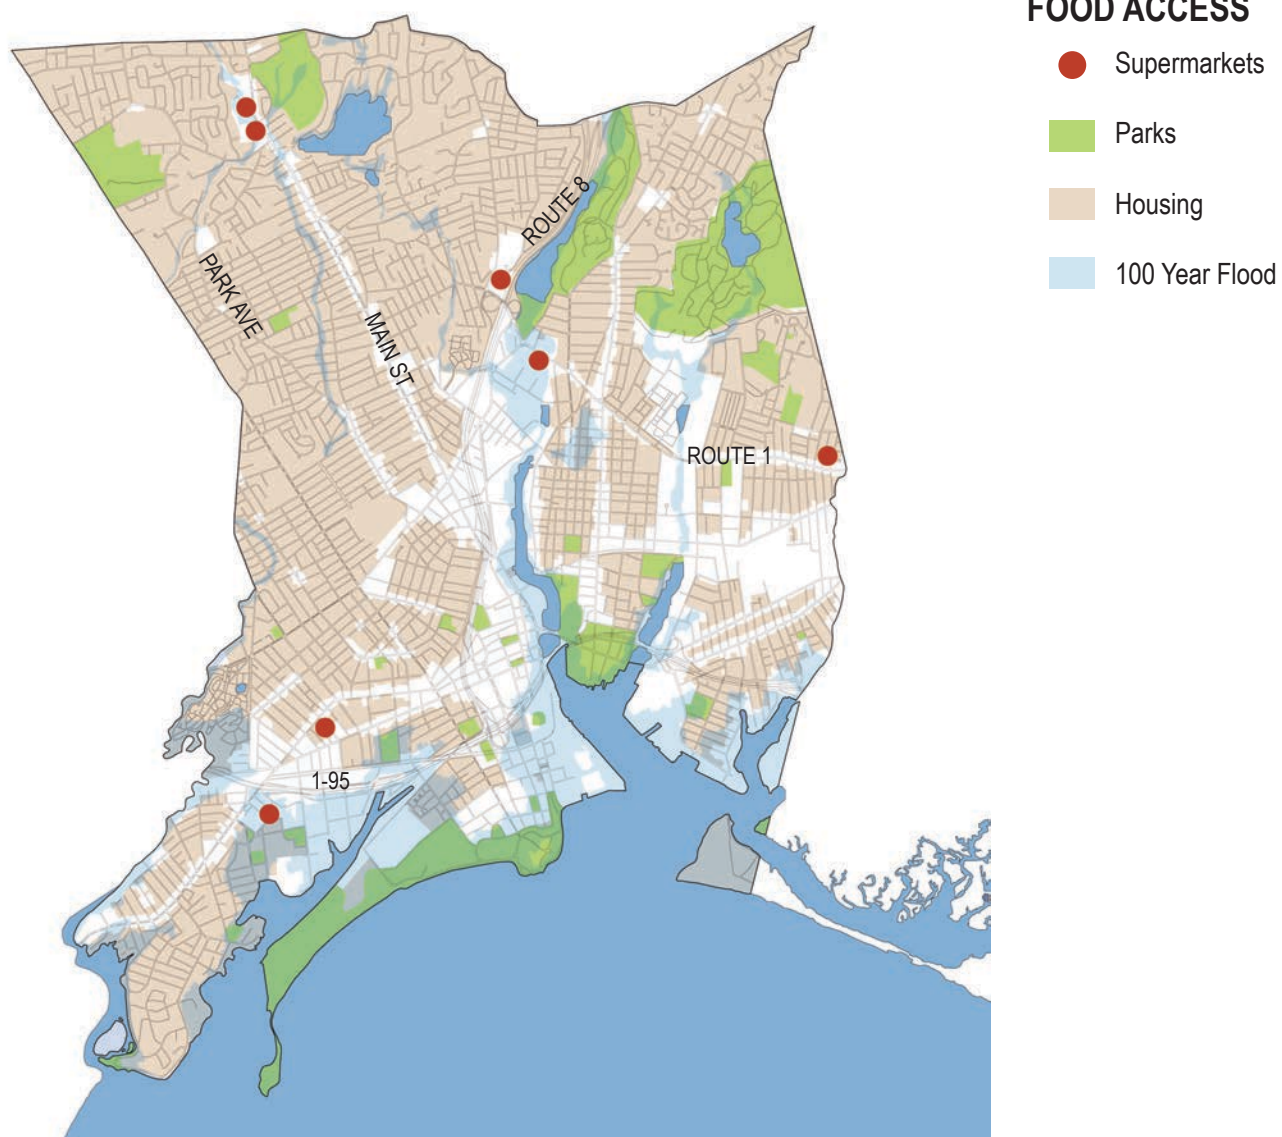 FOOD ACCESS
Supermarkets
Parks
Housing
100 Year Flood
ROUTE 8
PARK AVE
MAIN ST
ROUTE 1
1-95